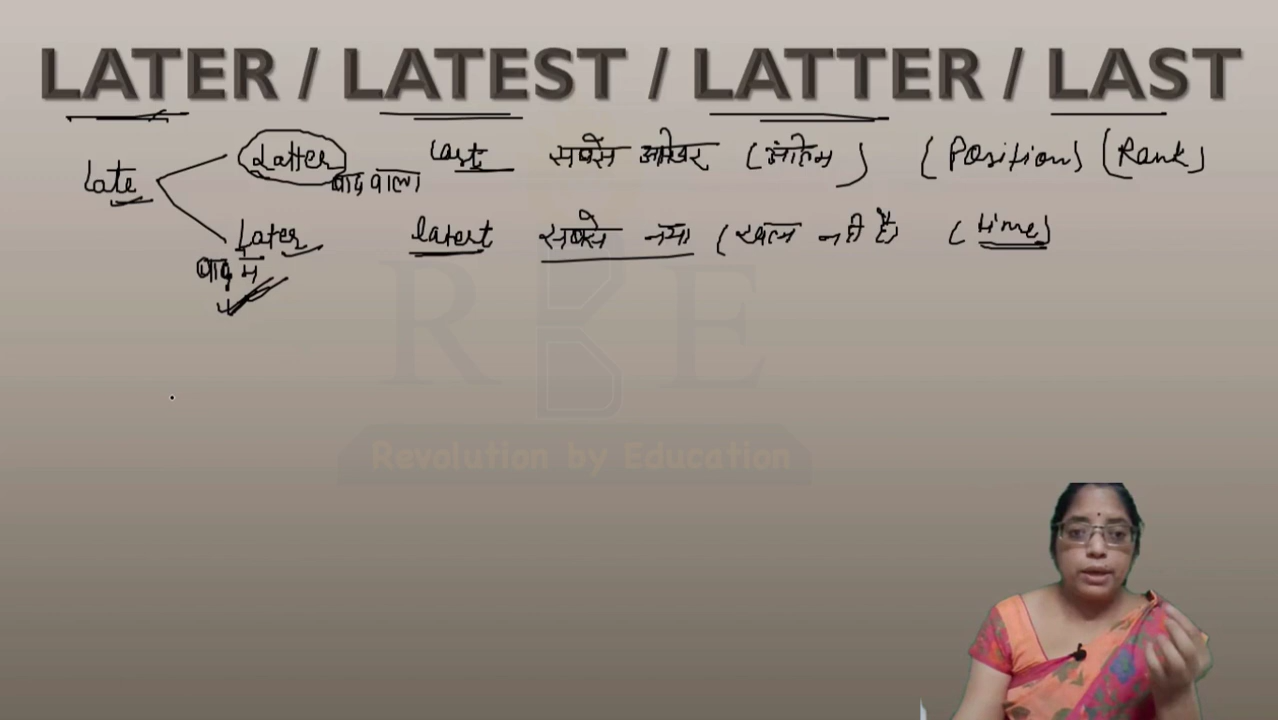 LATER / LATEST / LATTER / LAST
Late
Latter Last सबसे आखिर (अंतिम) (Position) (Rank)
बाद वाला
Later latest सबसे नया (खत्म नहीं है) (time)
बाद में
R B E
Revolution by Education